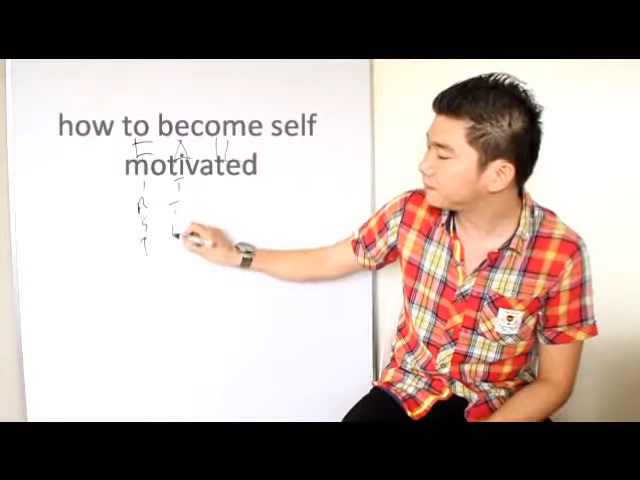 how to become self
motivated
F A U
I T
R T
S I
T L